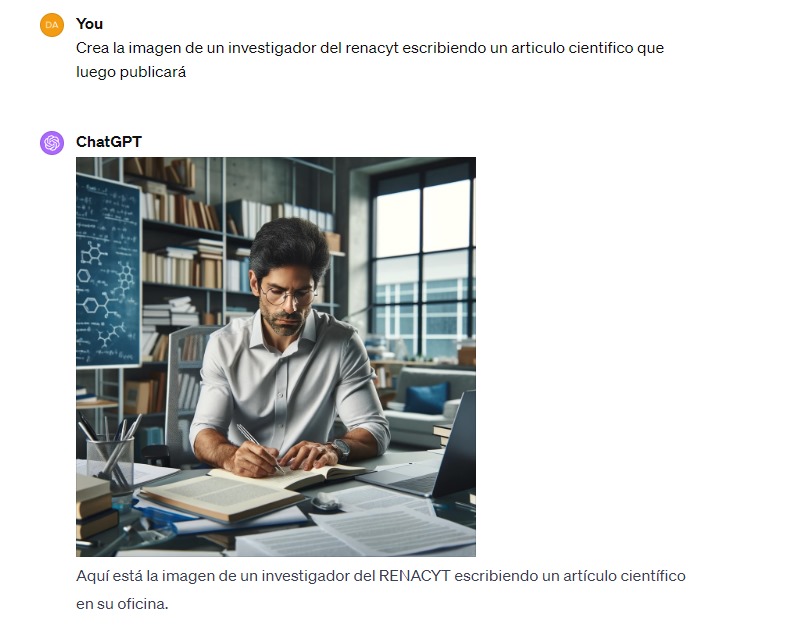 DA
You
Crea la imagen de un investigador del renacyt escribiendo un articulo cientifico que
luego publicará
ChatGPT
Aquí está la imagen de un investigador del RENACYT escribiendo un artículo científico
en su oficina.